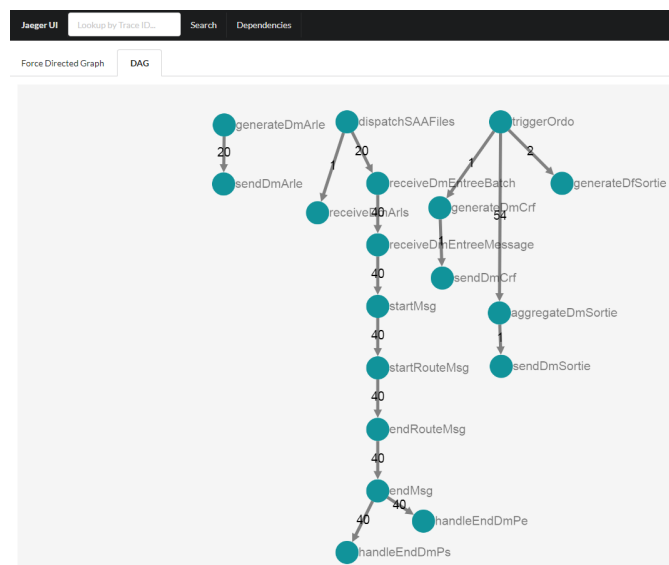 Jaeger UI Lookup by Trace ID... Search Dependencies
Force Directed Graph DAG
generateDmArle
dispatchSAAFiles
triggerOrdo
20
1
20
1
2
sendDmArle
receiveDmEntreeBatch
generateDfSortie
receiveDmArls
40
generateDmCrf
54
1
receiveDmEntreeMessage
40
sendDmCrf
startMsg
aggregateDmSortie
40
1
startRouteMsg
sendDmSortie
40
endRouteMsg
40
endMsg
40
40
handleEndDmPe
handleEndDmPs